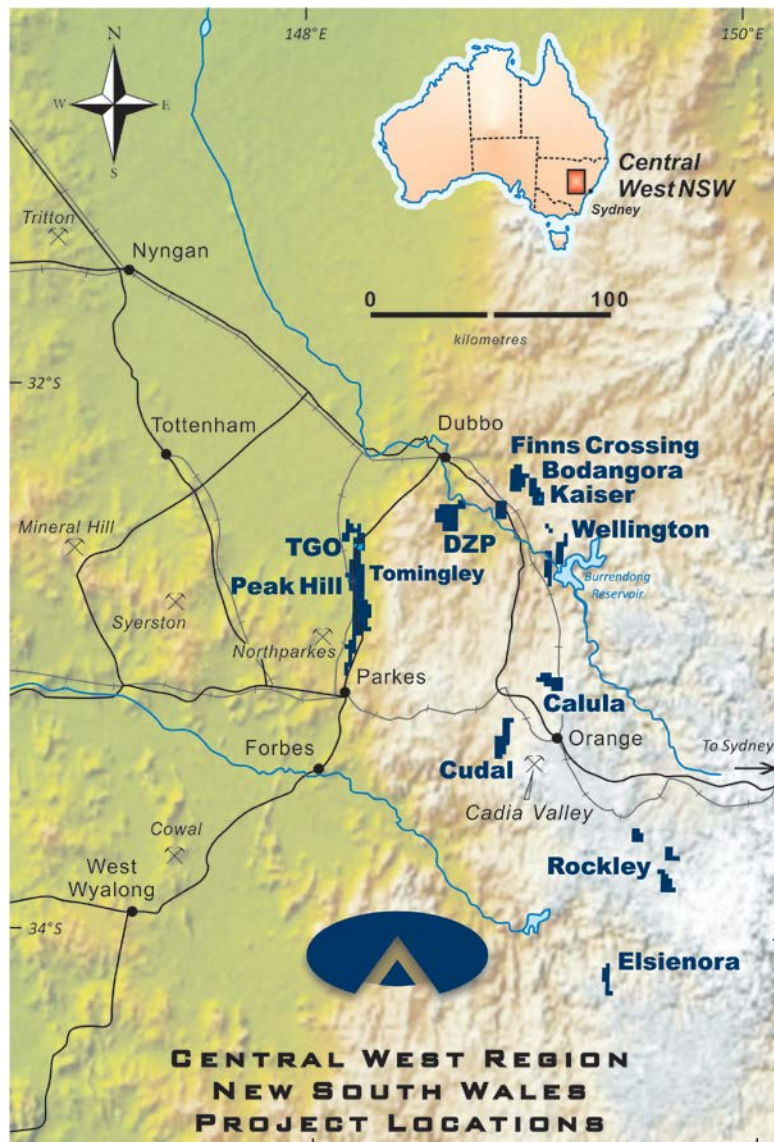 148°E
150°E
N
W
E
S
Central
West NSW
Sydney
Tritton
Nyngan
0
100
kilometres
32°S
Tottenham
Dubbo
Finns Crossing
Bodangora
Kaiser
Mineral Hill
TGO
DZP
Wellington
Peak Hill
Tomingley
Burrendong
Reservoir
Syerston
Northparkes
Parkes
Calula
Forbes
Orange
To Sydney
Cudal
Cadia Valley
Cowal
West
Wyalong
Rockley
34°S
Elsienora
CENTRAL WEST REGION
NEW SOUTH WALES
PROJECT LOCATIONS